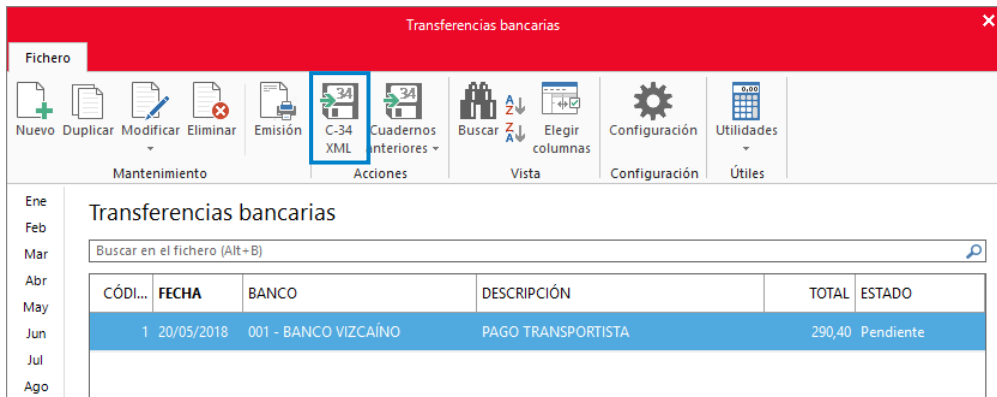 Transferencias bancarias
Fichero
Nuevo Duplicar Modificar Eliminar Emisión C-34 XML Cuadernos anteriores Buscar Elegir columnas Configuración Utilidades
Mantenimiento Acciones Vista Configuración Útiles
Ene
Feb
Mar
Abr
May
Jun
Jul
Ago
Transferencias bancarias
Buscar en el fichero (Alt+B)
CÓDI... FECHA BANCO DESCRIPCIÓN TOTAL ESTADO
1 20/05/2018 001 - BANCO VIZCAÍNO PAGO TRANSPORTISTA 290,40 Pendiente